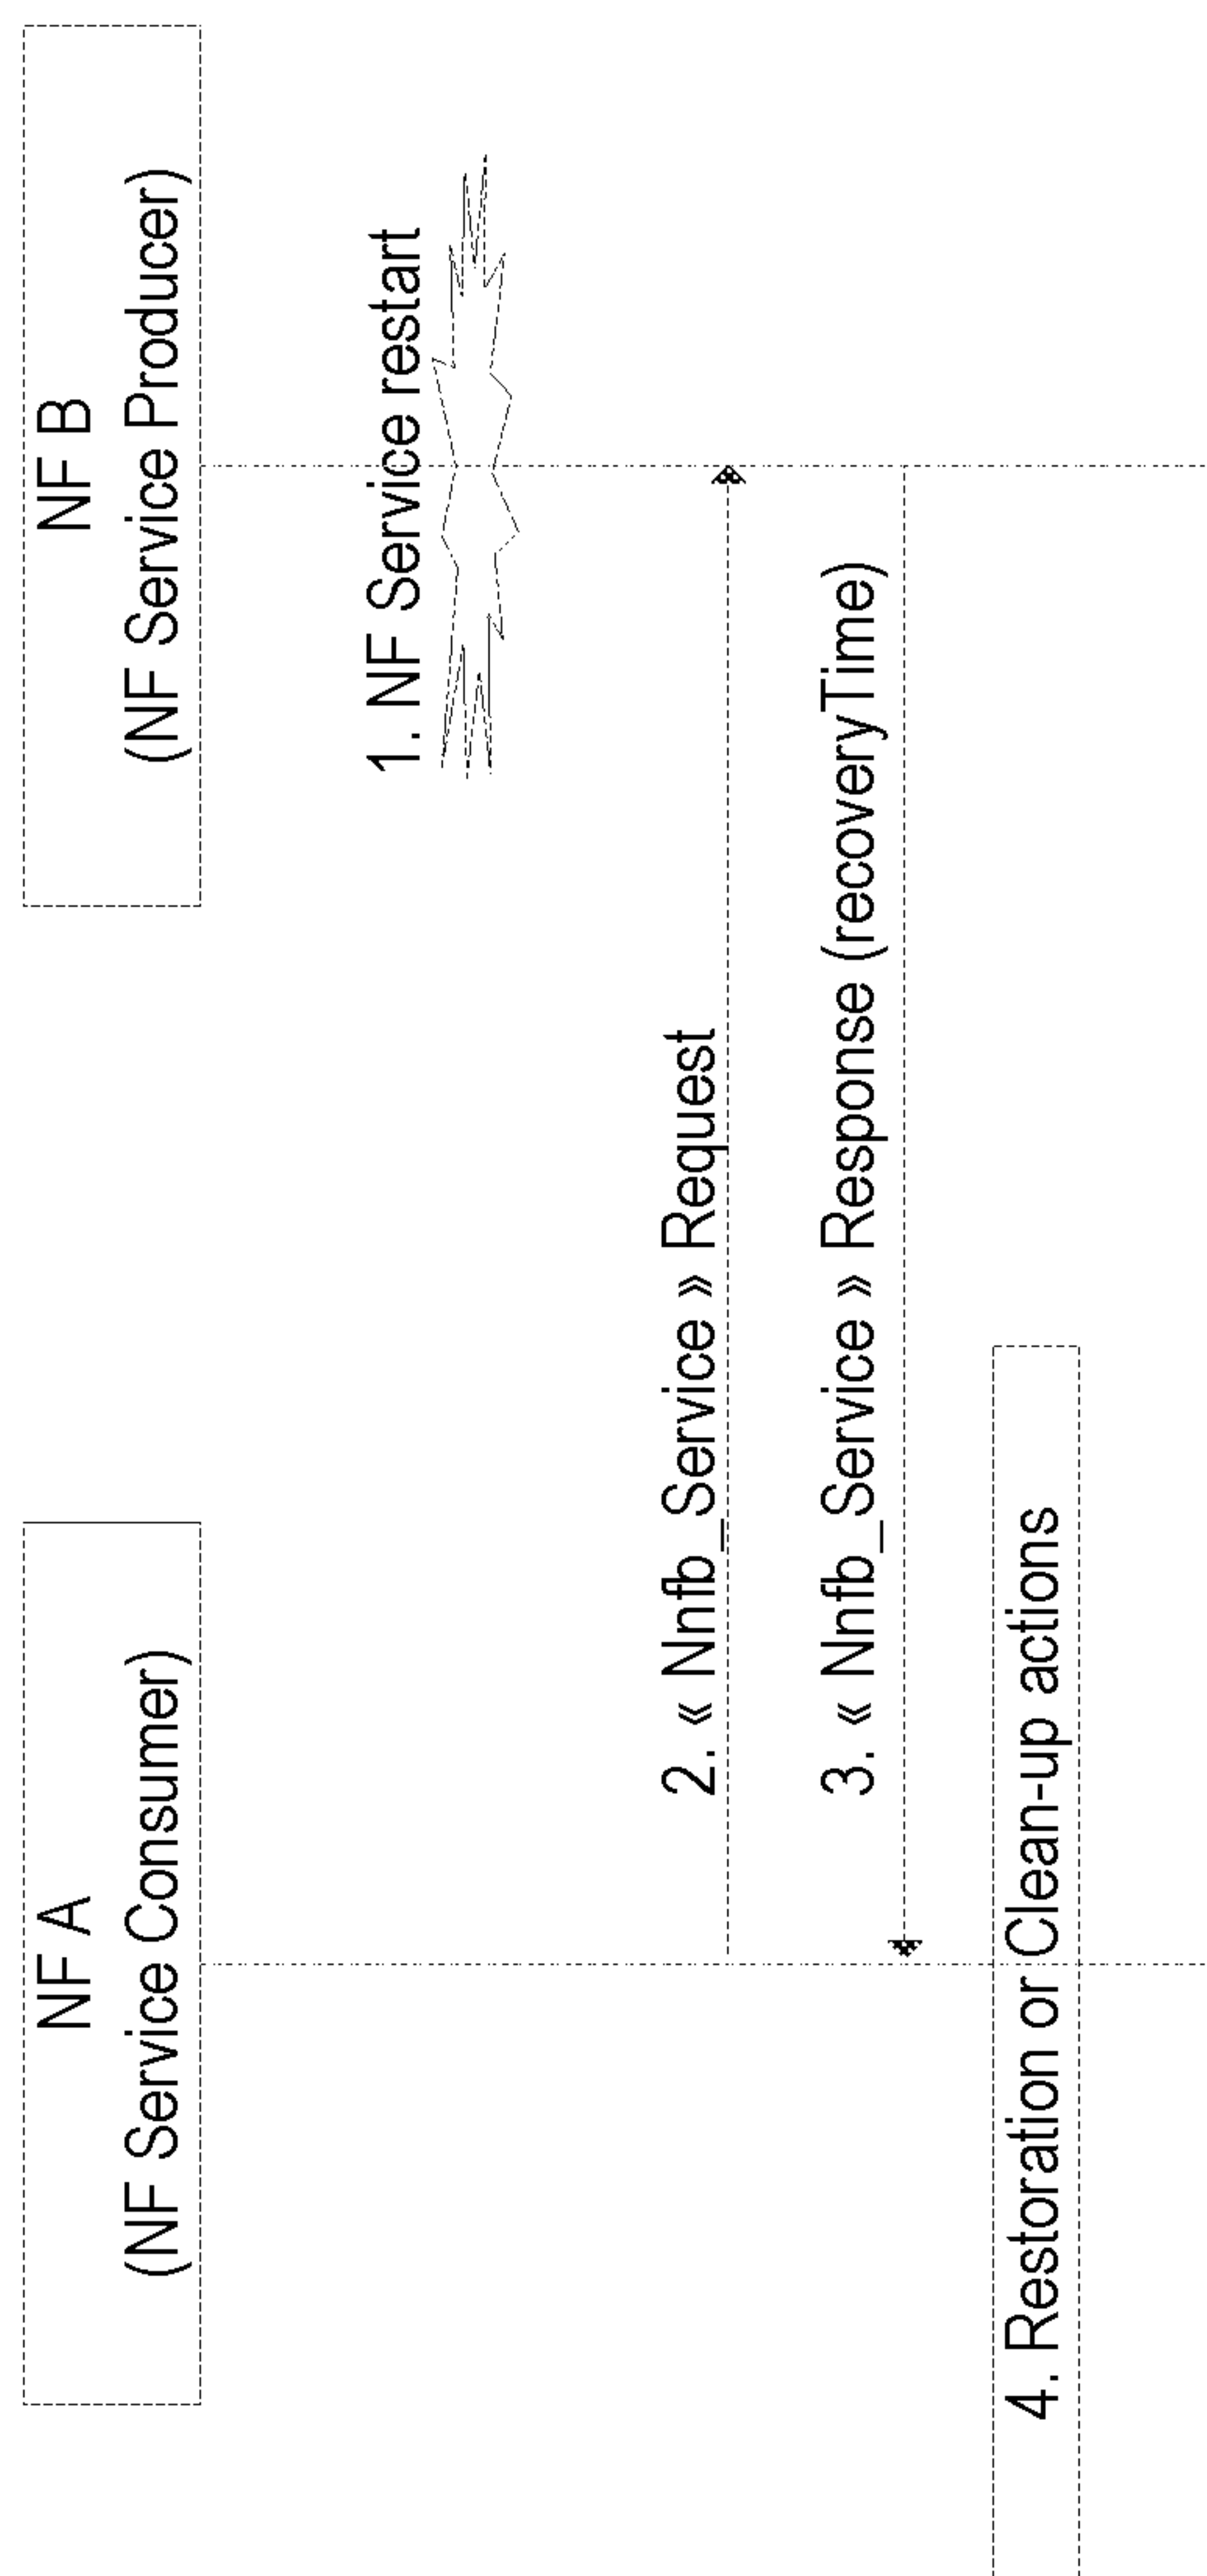 NF A
(NF Service Consumer)
NF B
(NF Service Producer)
1. NF Service restart
2. « Nnfb_Service » Request
3. « Nnfb_Service » Response (recoveryTime)
4. Restoration or Clean-up actions